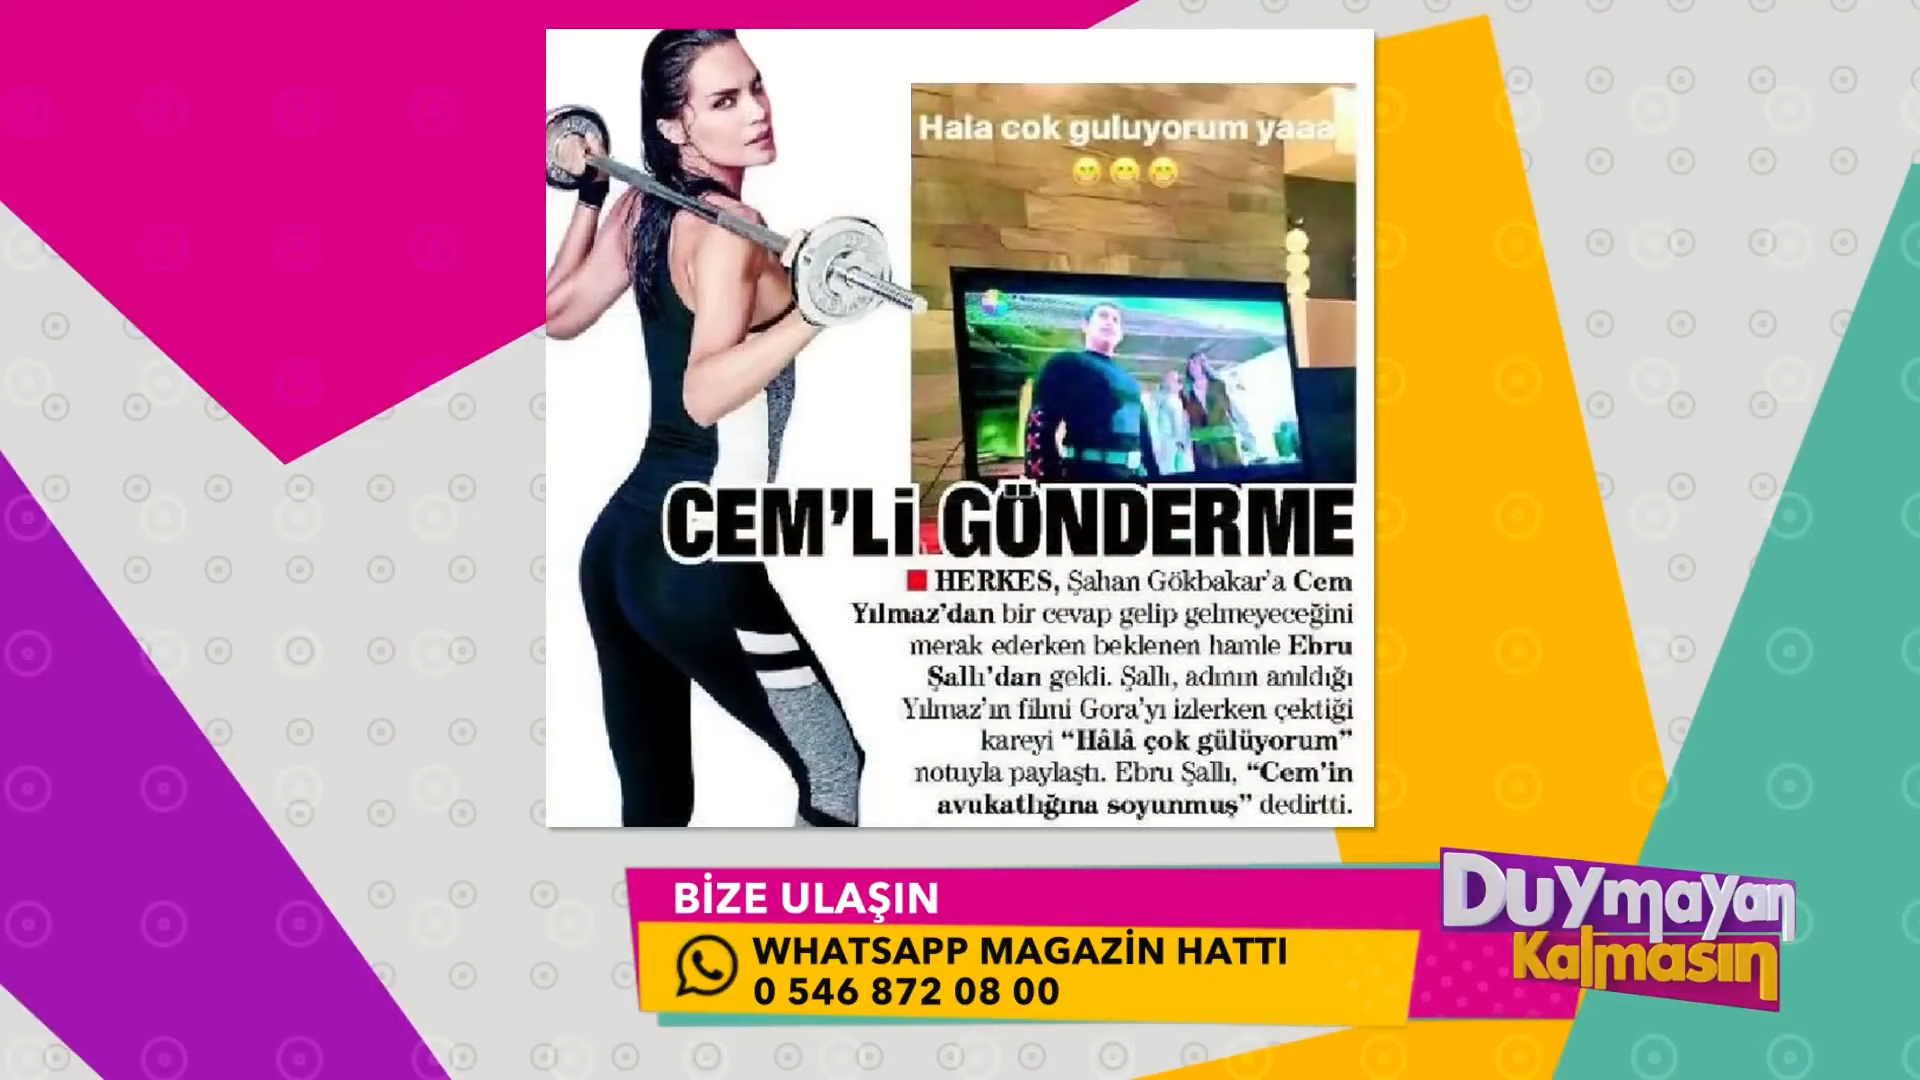 Hala cok guluyorum yaaa
CEM'Lİ GÖNDERME
HERKES, Şahan Gökbakar'a Cem
Yılmaz'dan bir cevap gelip gelmeyeceğini
merak ederken beklenen hamle Ebru
Şallı'dan geldi. Şallı, adının anıldığı
Yılmaz'ın filmi Gora'yı izlerken çektiği
kareyi “Hâlâ çok gülüyorum”
notuyla paylaştı. Ebru Şallı, “Cem'in
avukatlığına soyunmuş” dedirtti.
BİZE ULAŞIN
WHATSAPP MAGAZİN HATTI
0 546 872 08 00
Duymayan
Kalmasın